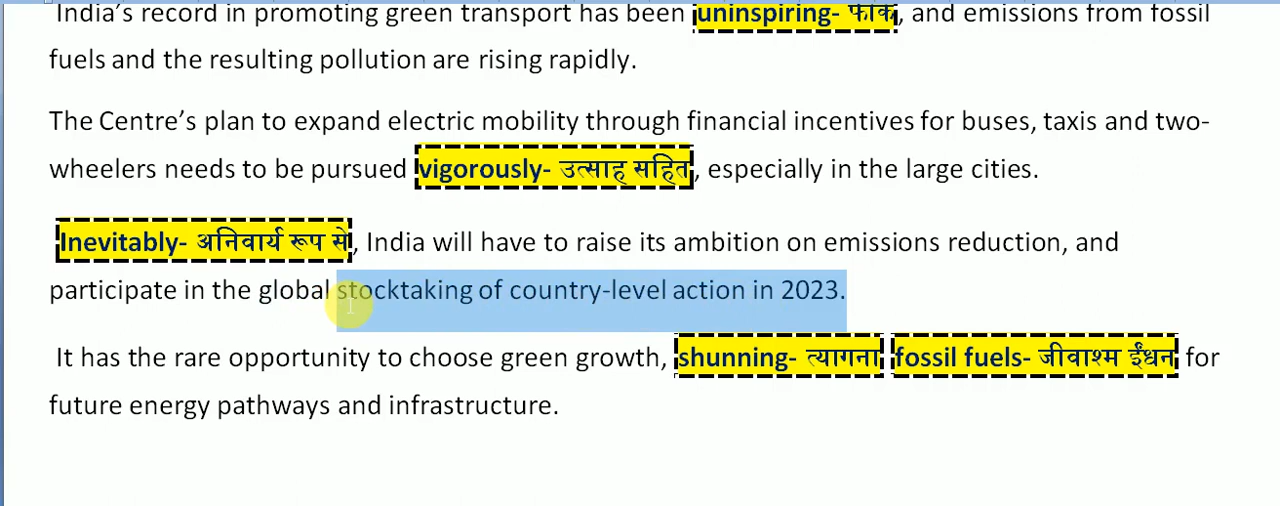 India's record in promoting green transport has been uninspiring- फीके, and emissions from fossil
fuels and the resulting pollution are rising rapidly.
The Centre's plan to expand electric mobility through financial incentives for buses, taxis and two-
wheelers needs to be pursued vigorously- उत्साह सहित, especially in the large cities.
Inevitably- अनिवार्य रूप से, India will have to raise its ambition on emissions reduction, and
participate in the global stocktaking of country-level action in 2023.
It has the rare opportunity to choose green growth, shunning- त्यागना fossil fuels- जीवाश्म ईंधन for
future energy pathways and infrastructure.